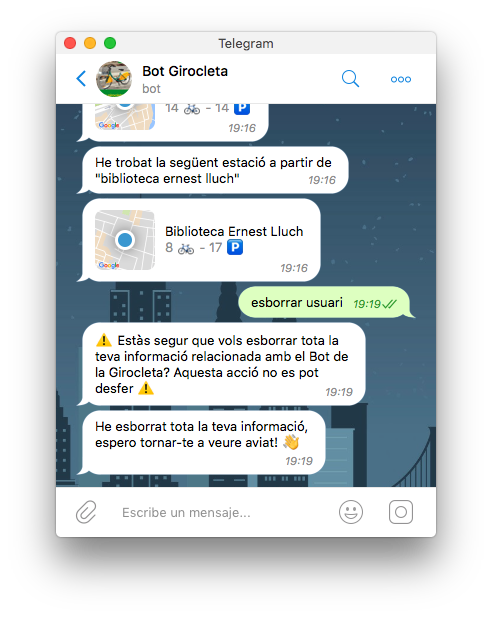 Telegram
Bot Girocleta
bot
14 🚲 - 14 🅿️
Google
19:16
He trobat la següent estació a partir de
"biblioteca ernest lluch"
19:16
Biblioteca Ernest Lluch
8 🚲 - 17 🅿️
Google
19:16
esborrar usuari 19:19
⚠️ Estàs segur que vols esborrar tota la
teva informació relacionada amb el Bot de
la Girocleta? Aquesta acció no es pot
desfer ⚠️
19:19
He esborrat tota la teva informació,
espero tornar-te a veure aviat! 👋
19:19
Escribe un mensaje...